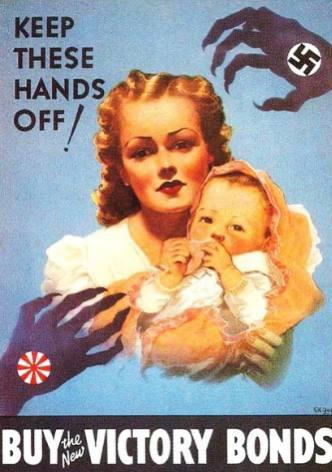 KEEP
THESE
HANDS
OFF!
BUY the New VICTORY BONDS